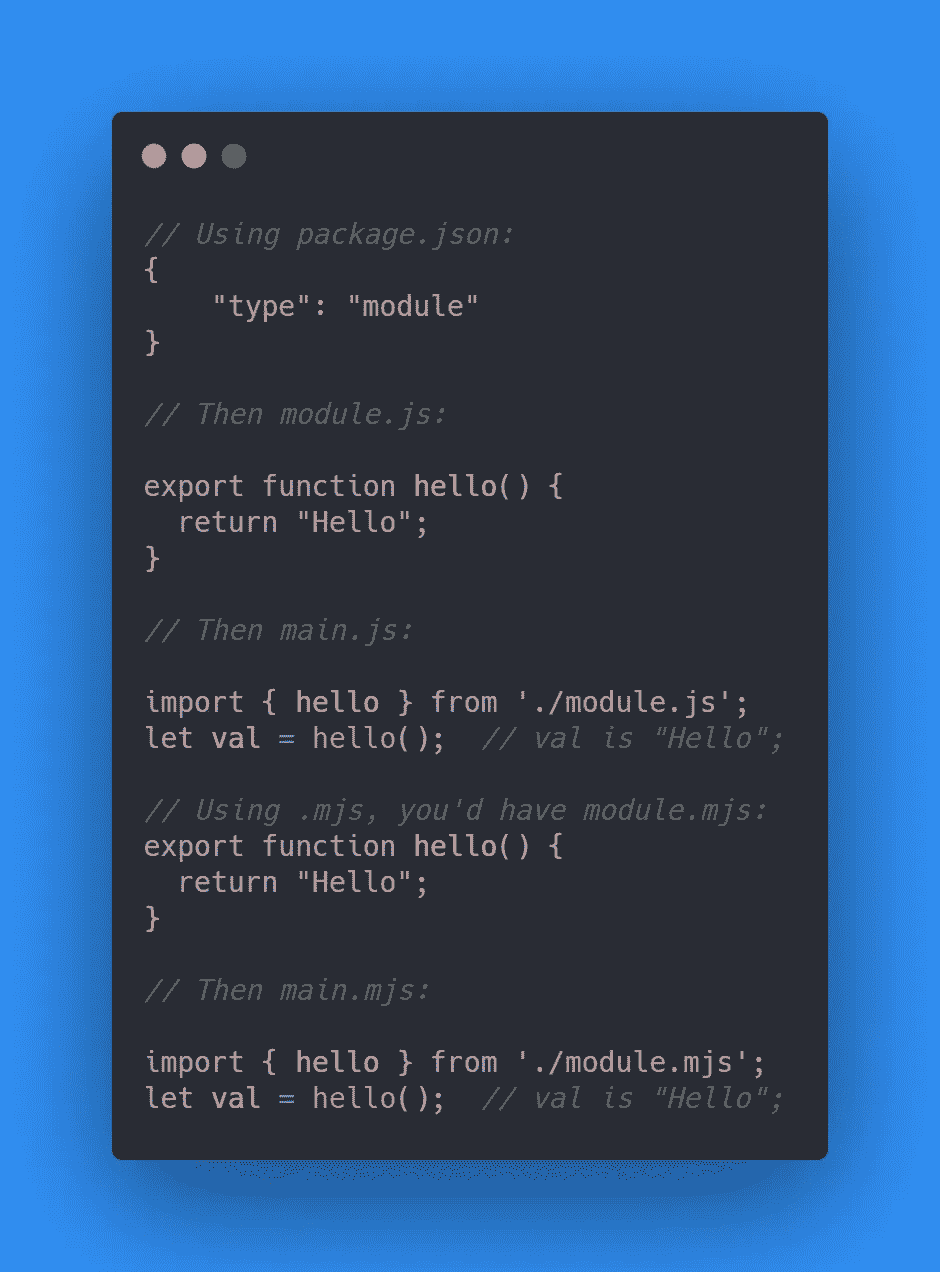 // Using package.json:
{
    "type": "module"
}
// Then module.js:
export function hello() {
  return "Hello";
}
// Then main.js:
import { hello } from './module.js';
let val = hello();  // val is "Hello";
// Using .mjs, you'd have module.mjs:
export function hello() {
  return "Hello";
}
// Then main.mjs:
import { hello } from './module.mjs';
let val = hello();  // val is "Hello";